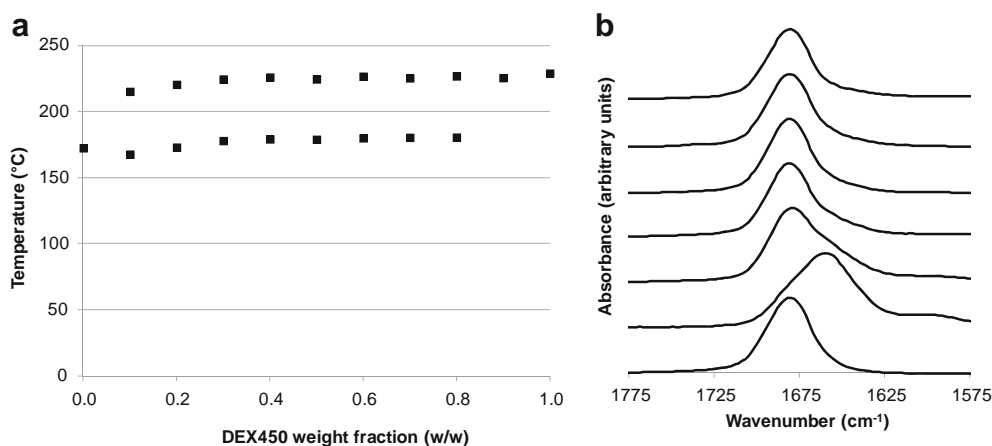 a
250
200
150
100
50
0
Temperature (°C)
0.0 0.2 0.4 0.6 0.8 1.0
DEX450 weight fraction (w/w)
b
Absorbance (arbitrary units)
1775 1725 1675 1625 1575
Wavenumber (cm⁻¹)